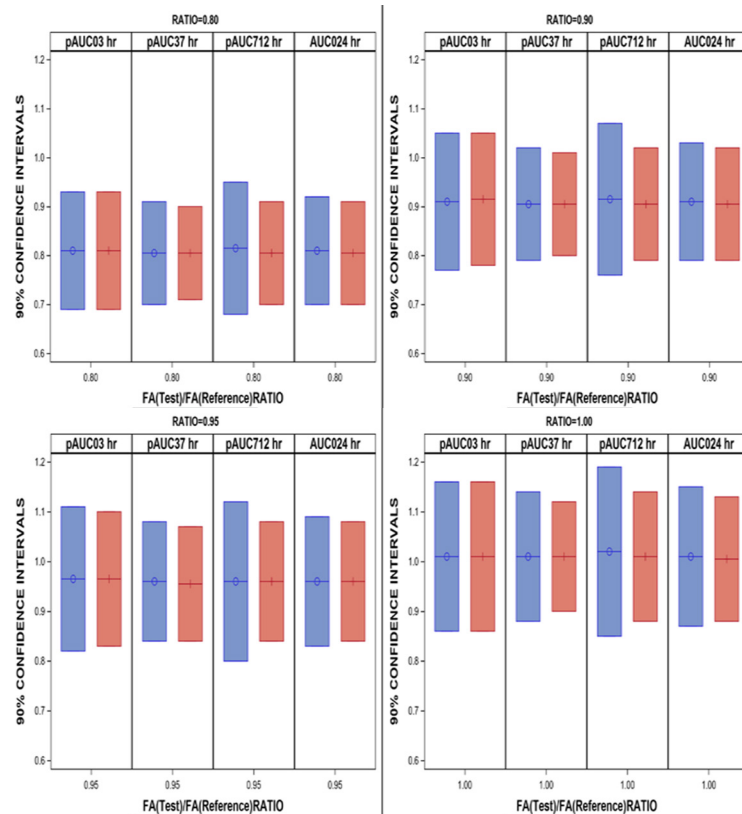 RATIO=0.80
pAUC03 hr pAUC37 hr pAUC712 hr AUC024 hr
90% CONFIDENCE INTERVALS
1.2
1.1
1.0
0.9
0.8
0.7
0.6
0.80 0.80 0.80 0.80
FA(Test)/FA(Reference)RATIO
RATIO=0.90
pAUC03 hr pAUC37 hr pAUC712 hr AUC024 hr
90% CONFIDENCE INTERVALS
1.2
1.1
1.0
0.9
0.8
0.7
0.6
0.90 0.90 0.90 0.90
FA(Test)/FA(Reference)RATIO
RATIO=0.95
pAUC03 hr pAUC37 hr pAUC712 hr AUC024 hr
90% CONFIDENCE INTERVALS
1.2
1.1
1.0
0.9
0.8
0.7
0.6
0.95 0.95 0.95 0.95
FA(Test)/FA(Reference)RATIO
RATIO=1.00
pAUC03 hr pAUC37 hr pAUC712 hr AUC024 hr
90% CONFIDENCE INTERVALS
1.2
1.1
1.0
0.9
0.8
0.7
0.6
1.00 1.00 1.00 1.00
FA(Test)/FA(Reference)RATIO